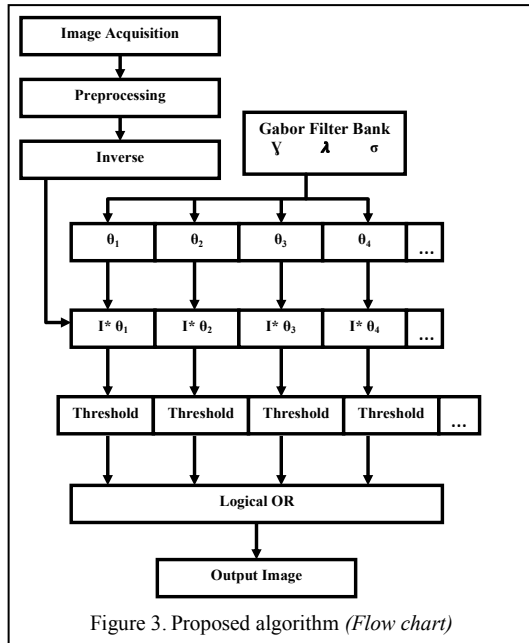 Image Acquisition
Preprocessing
Inverse
Gabor Filter Bank
Ɣ λ σ
θ₁ θ₂ θ₃ θ₄ ...
I* θ₁ I* θ₂ I* θ₃ I* θ₄ ...
Threshold Threshold Threshold Threshold ...
Logical OR
Output Image
Figure 3. Proposed algorithm (Flow chart)